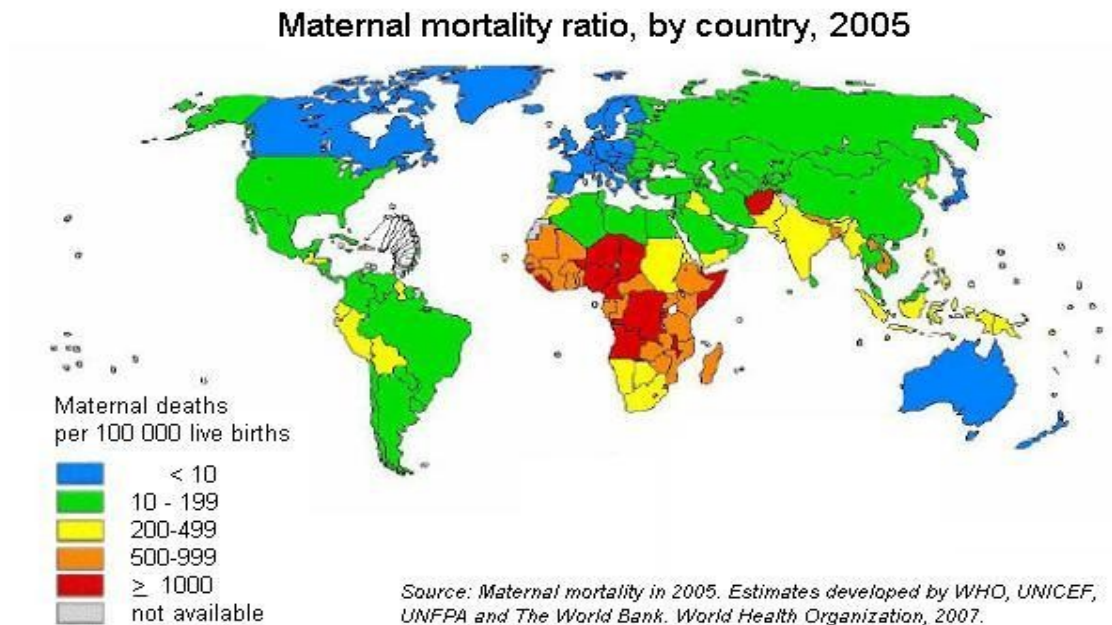 Maternal mortality ratio, by country, 2005
Maternal deaths
per 100 000 live births
< 10
10 - 199
200-499
500-999
≥ 1000
not available
Source: Maternal mortality in 2005. Estimates developed by WHO, UNICEF,
UNFPA and The World Bank. World Health Organization, 2007.